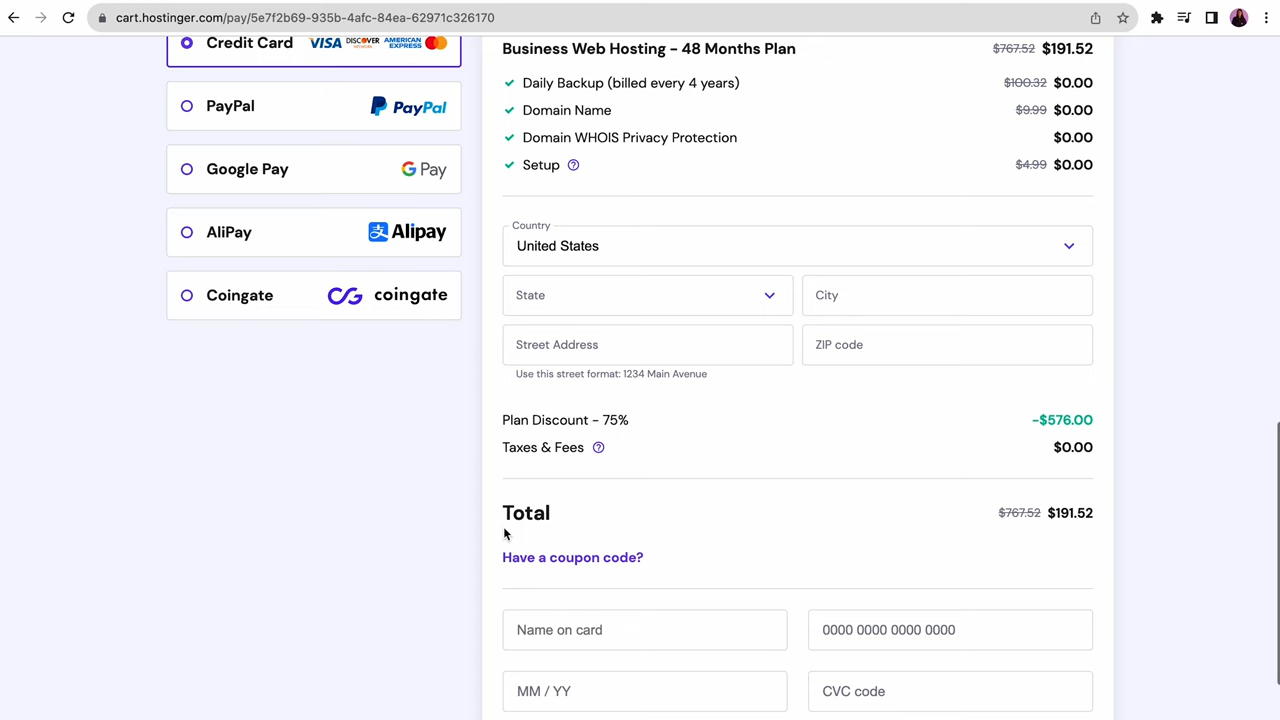 cart.hostinger.com/pay/5e7f2b69-935b-4afc-84ea-62971c326170
Credit Card VISA DISCOVER NETWORK AMERICAN EXPRESS
PayPal PayPal
Google Pay G Pay
AliPay 支 Alipay
Coingate coingate
Business Web Hosting - 48 Months Plan $767.52 $191.52
Daily Backup (billed every 4 years) $100.32 $0.00
Domain Name $9.99 $0.00
Domain WHOIS Privacy Protection $0.00
Setup ? $4.99 $0.00
Country
United States
State City
Street Address ZIP code
Use this street format: 1234 Main Avenue
Plan Discount - 75% -$576.00
Taxes & Fees ? $0.00
Total $767.52 $191.52
Have a coupon code?
Name on card 0000 0000 0000 0000
MM / YY CVC code